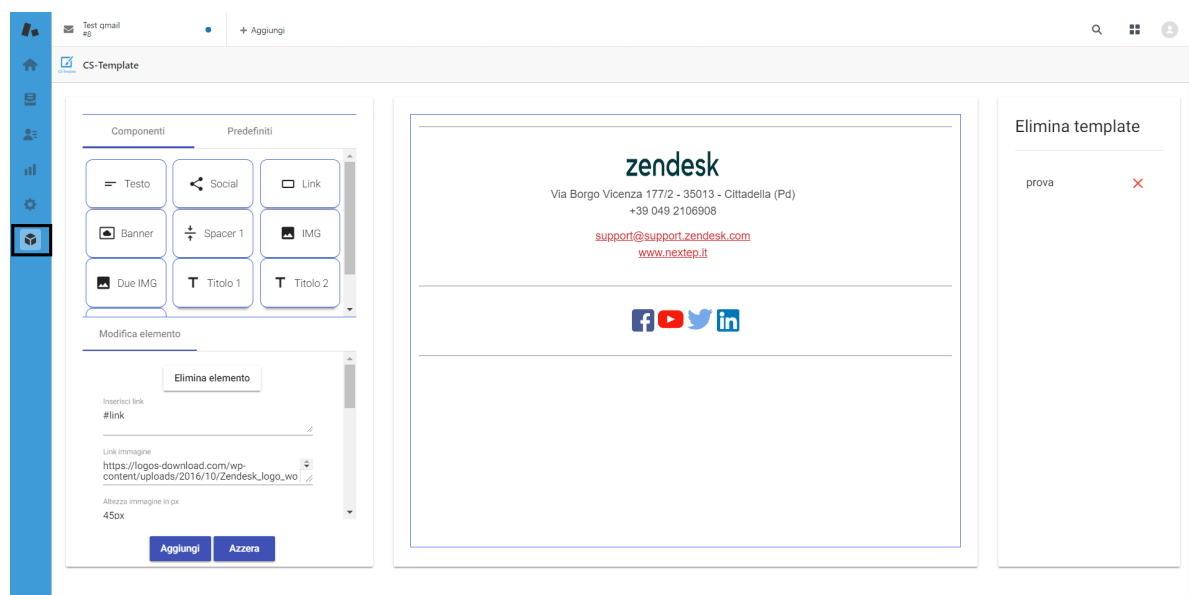 Test qmail
#8
+ Aggiungi
CS-Template
CS-Template
Componenti
Predefiniti
Testo
Social
Link
Banner
Spacer 1
IMG
Due IMG
Titolo 1
Titolo 2
Modifica elemento
Elimina elemento
Inserisci link
#link
Link immagine
https://logos-download.com/wp-
content/uploads/2016/10/Zendesk_logo_wo
Altezza immagine in px
45px
Aggiungi
Azzera
zendesk
Via Borgo Vicenza 177/2 - 35013 - Cittadella (Pd)
+39 049 2106908
support@support.zendesk.com
www.nextep.it
Elimina template
prova